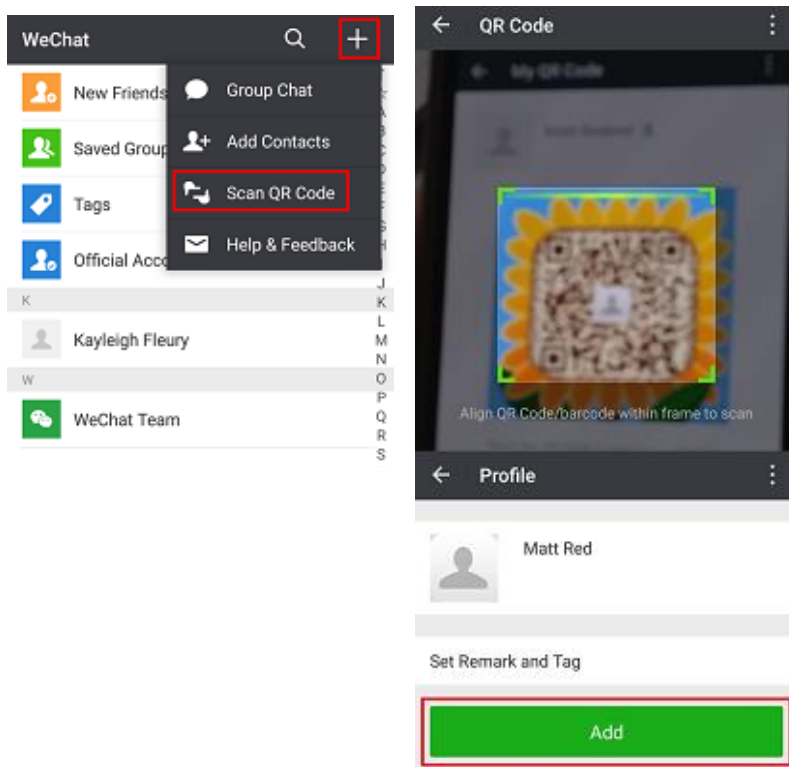 WeChat
New Friends
Group Chat
Saved Group
Add Contacts
Tags
Scan QR Code
Official Acco
Help & Feedback
H
J
K
K
L
Kayleigh Fleury
M
N
W
O
P
WeChat Team
Q
R
S
QR Code
My QR Code
Align QR Code/barcode within frame to scan
Profile
Matt Red
Set Remark and Tag
Add